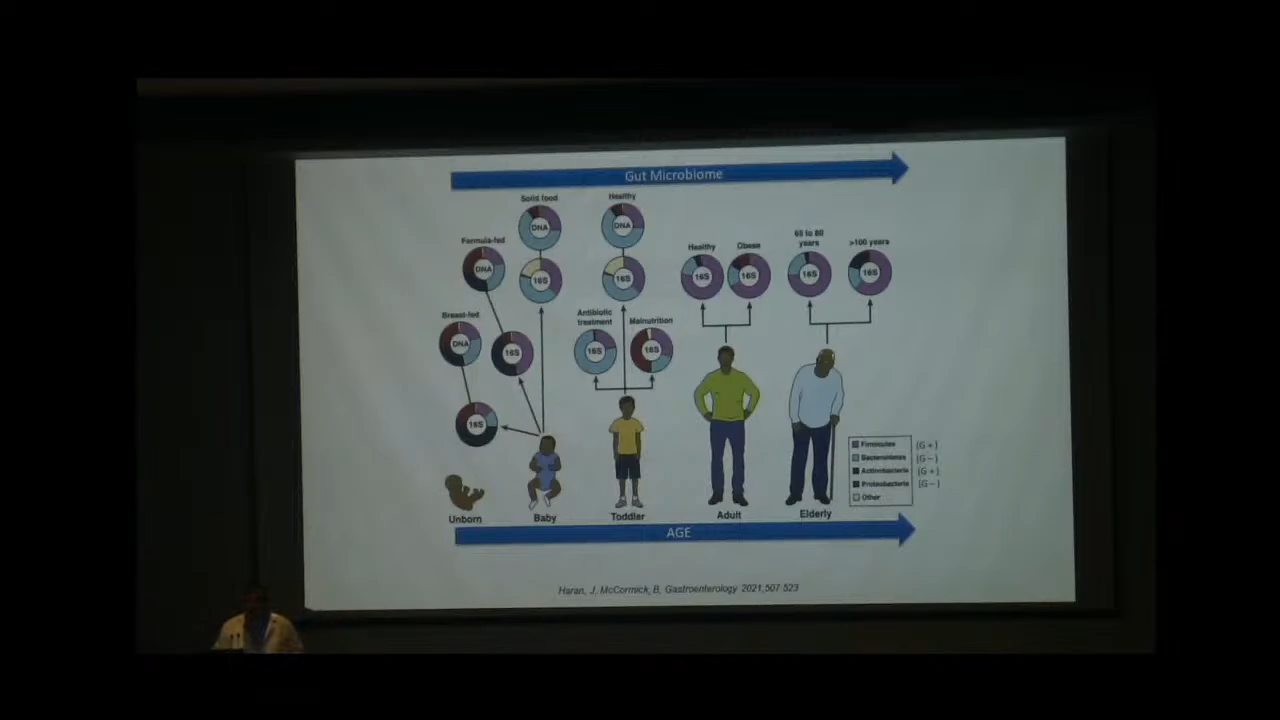 Gut Microbiome
Solid food
Healthy
DNA
DNA
Formula-fed
DNA
16S
16S
Healthy
Obese
65 to 80
years
>100 years
16S
16S
16S
16S
Breast-fed
DNA
16S
Antibiotic
treatment
Malnutrition
16S
16S
16S
Firmicutes (G+)
Bacteroidetes (G−)
Actinobacteria (G+)
Proteobacteria (G−)
Other
Unborn
Baby
Toddler
Adult
Elderly
AGE
Haran, J. McCormick, B, Gastroenterology 2021,507 523